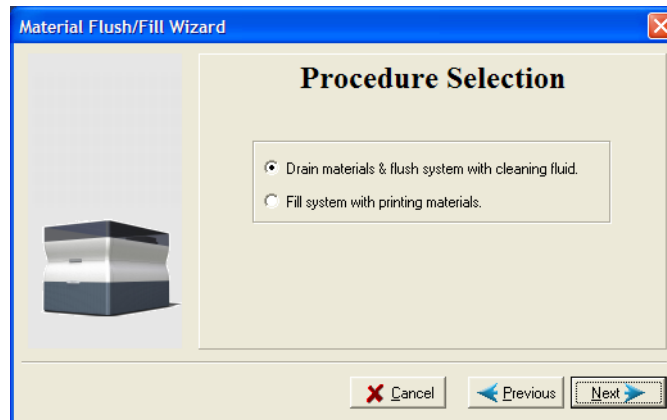 Material Flush/Fill Wizard
Procedure Selection
Drain materials & flush system with cleaning fluid.
Fill system with printing materials.
Cancel
Previous
Next